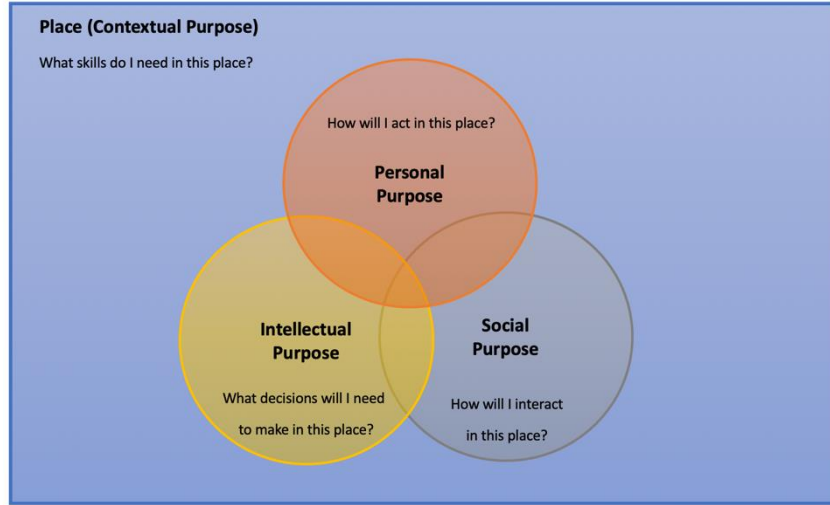 Place (Contextual Purpose)
What skills do I need in this place?
How will I act in this place?
Personal
Purpose
Intellectual
Purpose
What decisions will I need
to make in this place?
Social
Purpose
How will I interact
in this place?